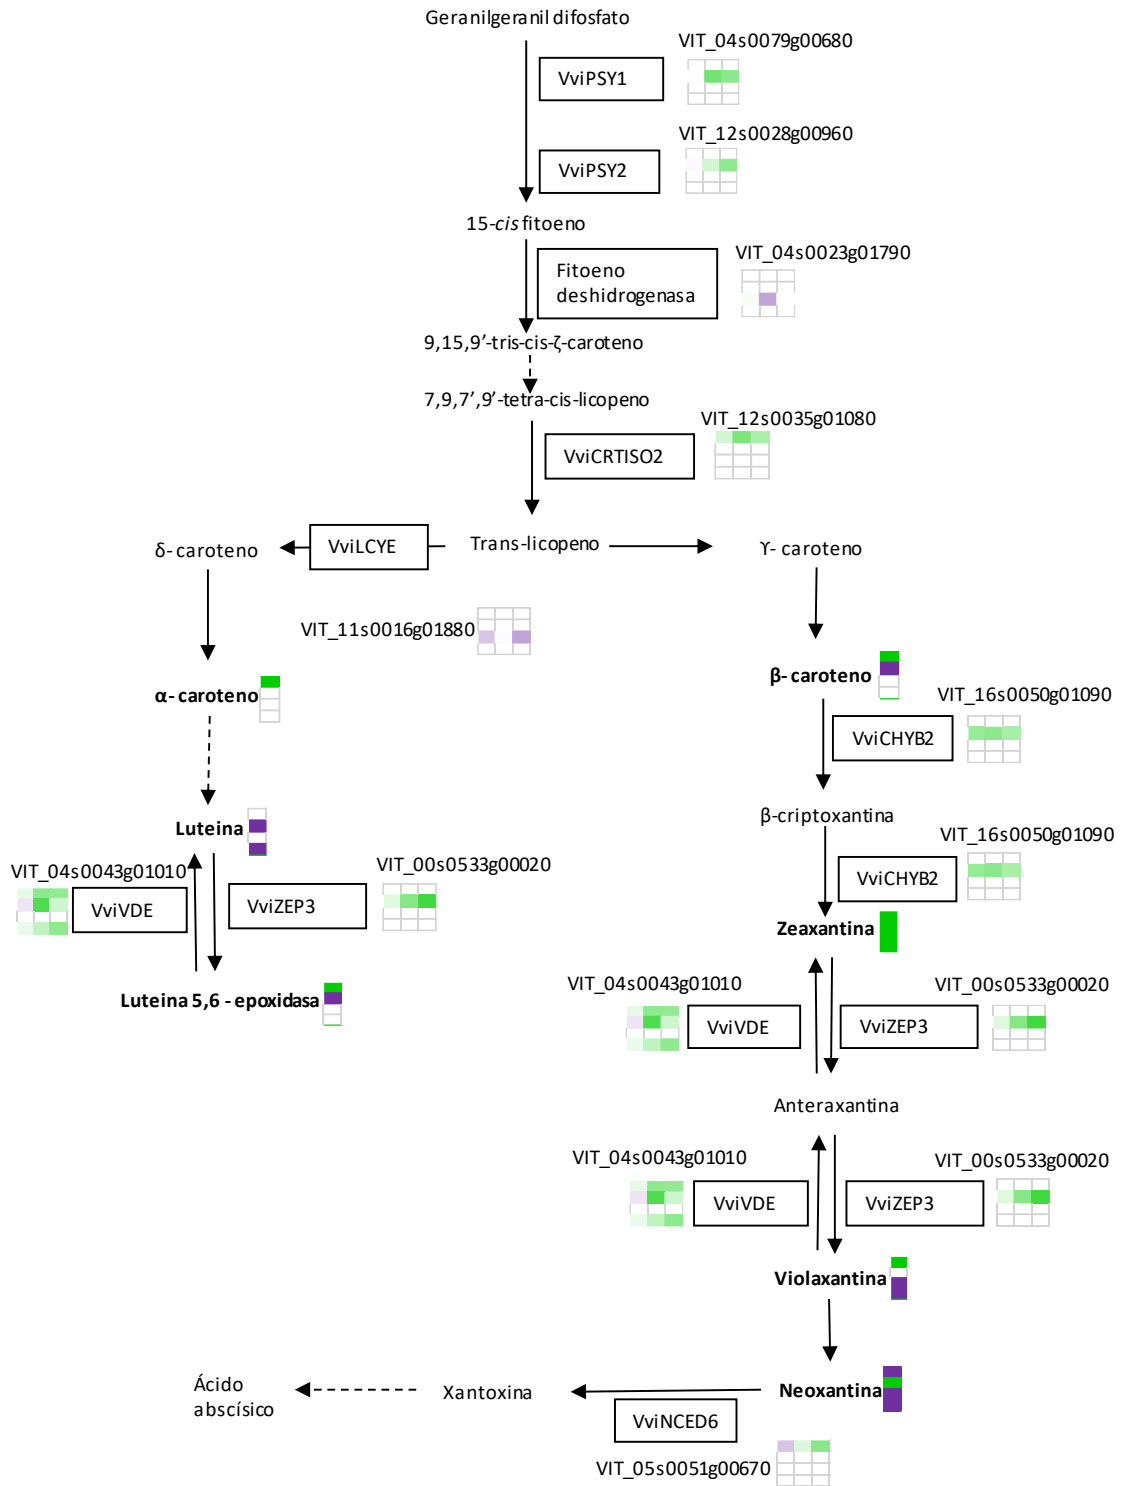 Geranilgeranil difosfato
VIT_04s0079g00680
VviPSY1
VIT_12s0028g00960
VviPSY2
15-cis fitoeno
VIT_04s0023g01790
Fitoeno
deshidrogenasa
9,15,9’-tris-cis-ζ-caroteno
7,9,7’,9’-tetra-cis-licopeno
VIT_12s0035g01080
VviCRTISO2
δ- caroteno
VviLCYE
Trans-licopeno
ϒ- caroteno
VIT_11s0016g01880
α- caroteno
β- caroteno
VIT_16s0050g01090
VviCHYB2
β-criptoxantina
Luteina
VIT_16s0050g01090
VIT_04s0043g01010
VIT_00s0533g00020
VviCHYB2
VviVDE
VviZEP3
Zeaxantina
Luteina 5,6 - epoxidasa
VIT_04s0043g01010
VIT_00s0533g00020
VviVDE
VviZEP3
Anteraxantina
VIT_04s0043g01010
VIT_00s0533g00020
VviVDE
VviZEP3
Violaxantina
Ácido
abscísico
Xantoxina
Neoxantina
VviNCED6
VIT_05s0051g00670